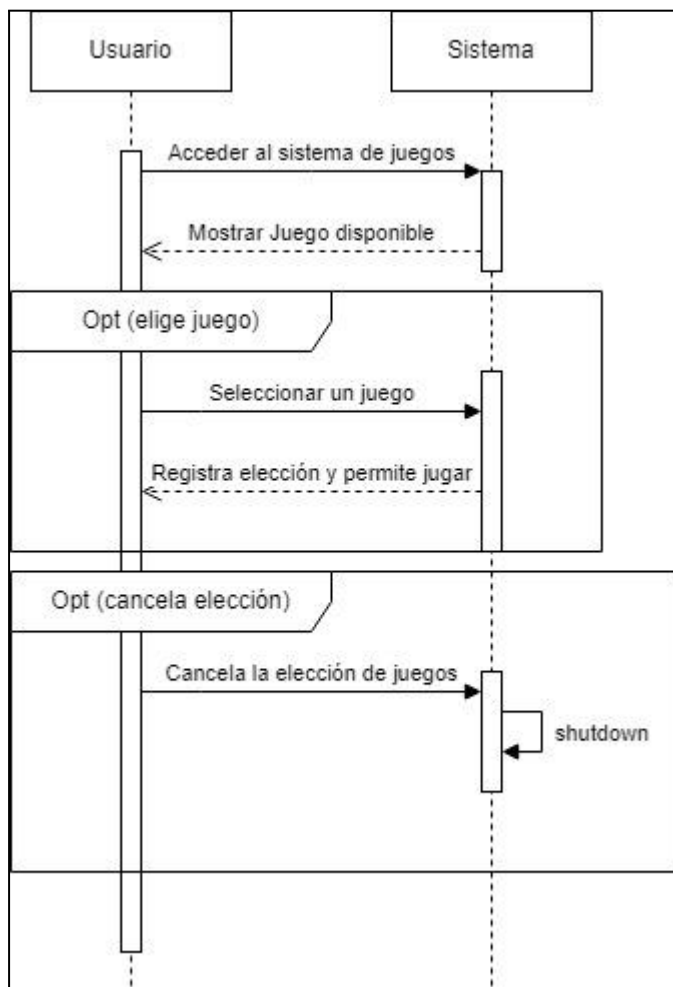 Usuario
Sistema
Acceder al sistema de juegos
Mostrar Juego disponible
Opt (elige juego)
Seleccionar un juego
Registra elección y permite jugar
Opt (cancela elección)
Cancela la elección de juegos
shutdown